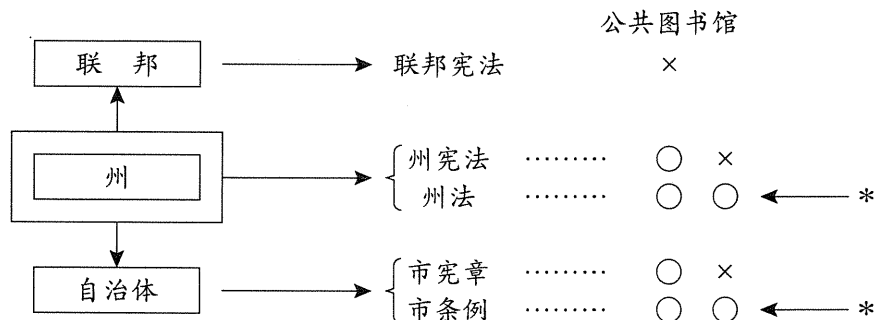 公共图书馆
联 邦 联邦宪法 ×
州 州宪法 ……… ○ ×
州法 ……… ○ ○ *
自治体 市宪章 ……… ○ ×
市条例 ……… ○ ○ *